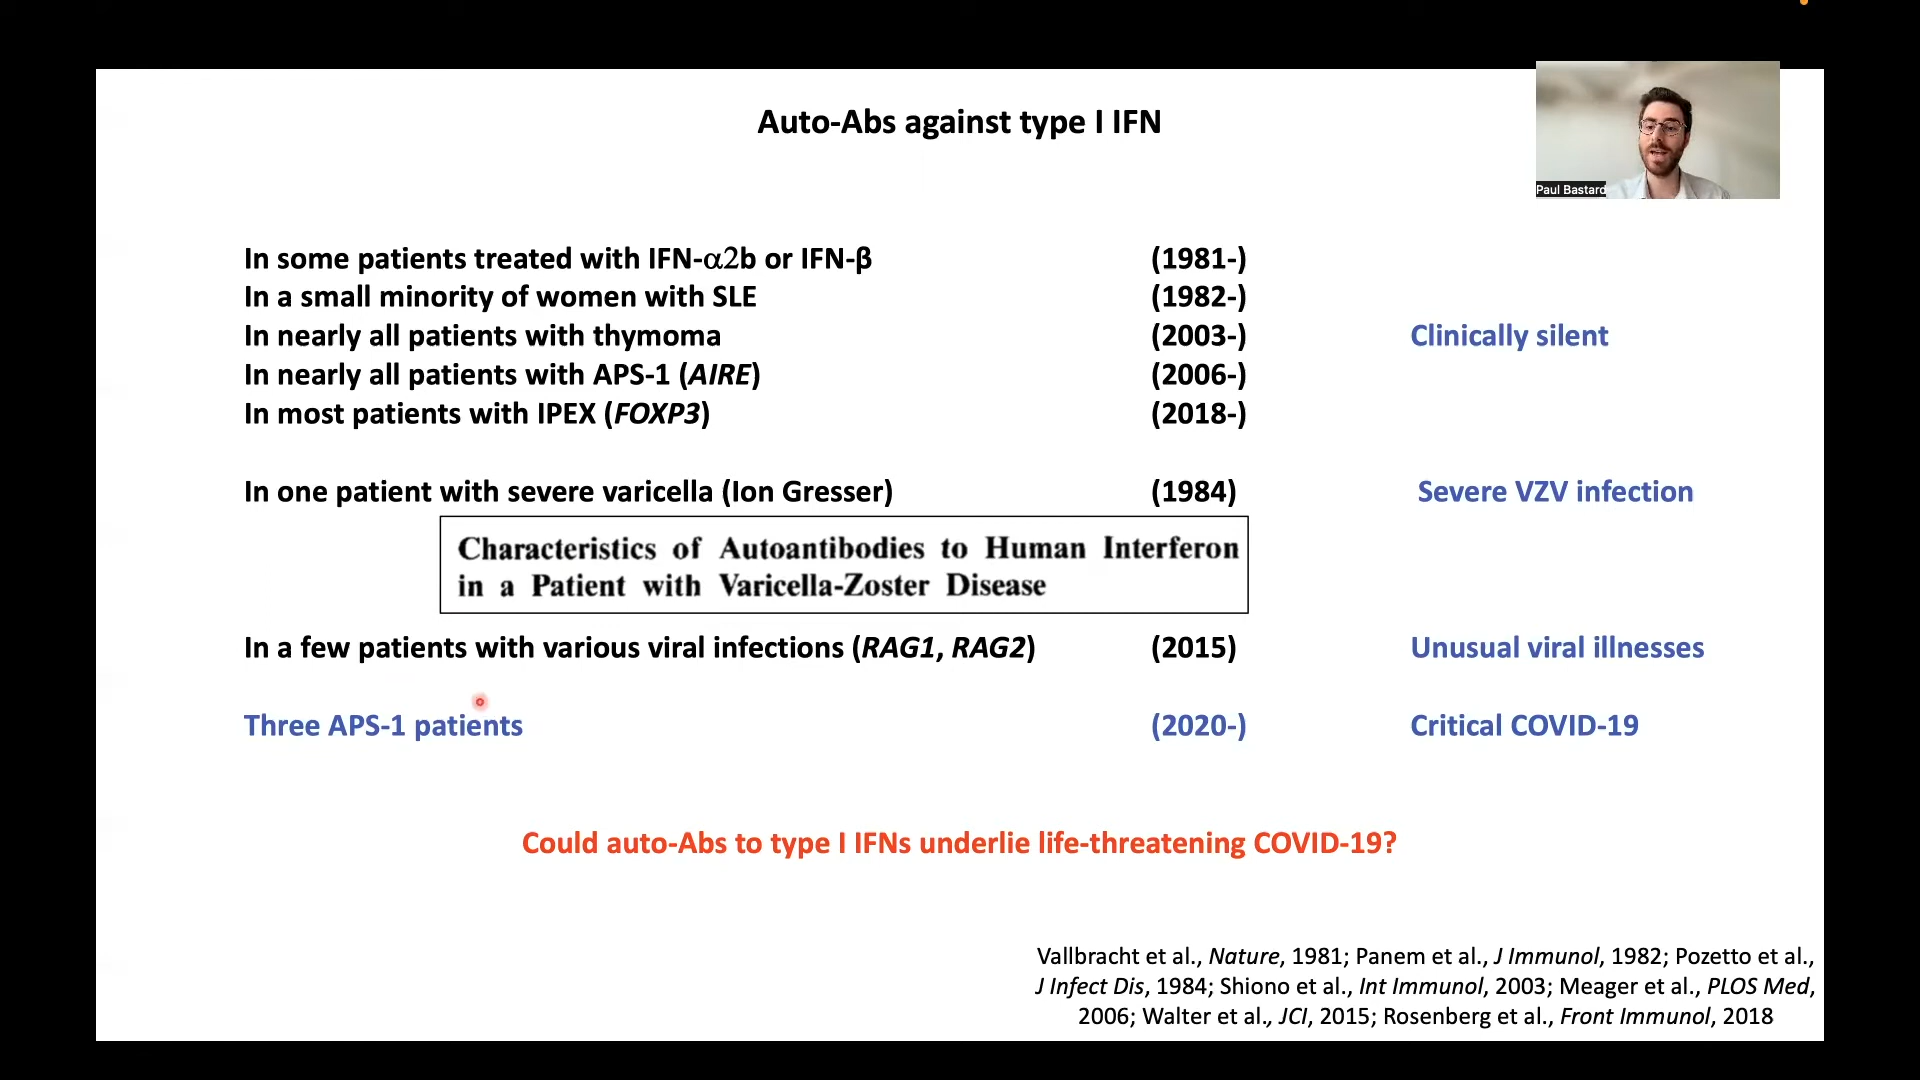 Auto-Abs against type I IFN
Paul Bastard
In some patients treated with IFN-α2b or IFN-β (1981-)
In a small minority of women with SLE (1982-)
In nearly all patients with thymoma (2003-) Clinically silent
In nearly all patients with APS-1 (AIRE) (2006-)
In most patients with IPEX (FOXP3) (2018-)
In one patient with severe varicella (Ion Gresser) (1984) Severe VZV infection
Characteristics of Autoantibodies to Human Interferon
in a Patient with Varicella-Zoster Disease
In a few patients with various viral infections (RAG1, RAG2) (2015) Unusual viral illnesses
Three APS-1 patients (2020-) Critical COVID-19
Could auto-Abs to type I IFNs underlie life-threatening COVID-19?
Vallbracht et al., Nature, 1981; Panem et al., J Immunol, 1982; Pozetto et al.,
J Infect Dis, 1984; Shiono et al., Int Immunol, 2003; Meager et al., PLOS Med,
2006; Walter et al., JCI, 2015; Rosenberg et al., Front Immunol, 2018